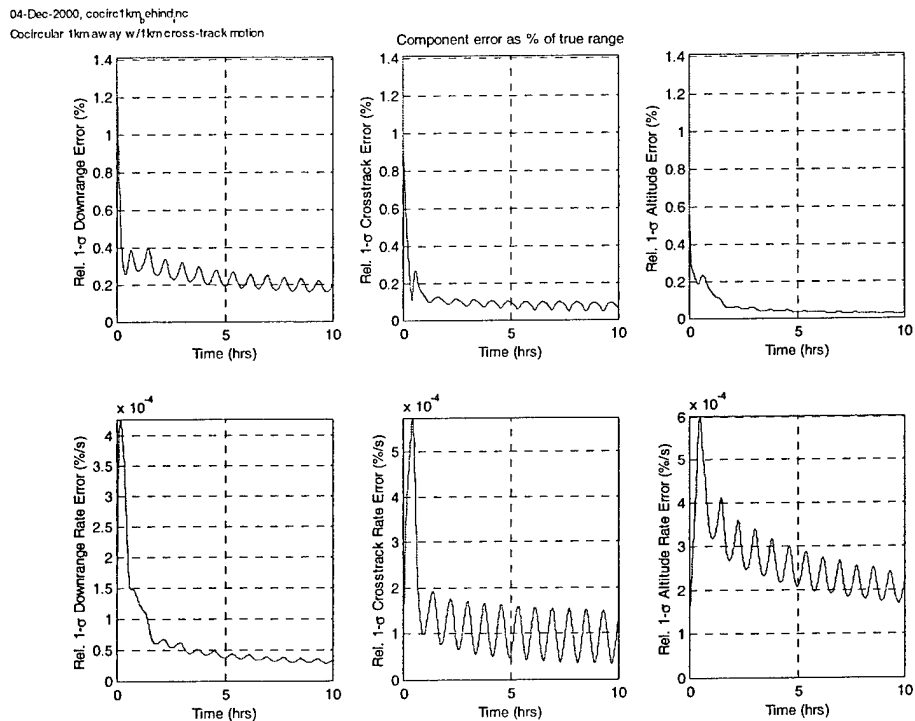 04-Dec-2000, cocirc1kmbehindinc
Cocircular 1km away w/1km cross-track motion
Component error as % of true range
Rel. 1-σ Downrange Error (%)
1.4
1.2
1
0.8
0.6
0.4
0.2
0
0 5 10
Time (hrs)
Rel. 1-σ Crosstrack Error (%)
1.4
1.2
1
0.8
0.6
0.4
0.2
0
0 5 10
Time (hrs)
Rel. 1-σ Altitude Error (%)
1.4
1.2
1
0.8
0.6
0.4
0.2
0
0 5 10
Time (hrs)
x 10⁻⁴
Rel. 1-σ Downrange Rate Error (%/s)
4
3.5
3
2.5
2
1.5
1
0.5
0
0 5 10
Time (hrs)
x 10⁻⁴
Rel. 1-σ Crosstrack Rate Error (%/s)
5
4
3
2
1
0
0 5 10
Time (hrs)
x 10⁻⁴
Rel. 1-σ Altitude Rate Error (%/s)
6
5
4
3
2
1
0
0 5 10
Time (hrs)